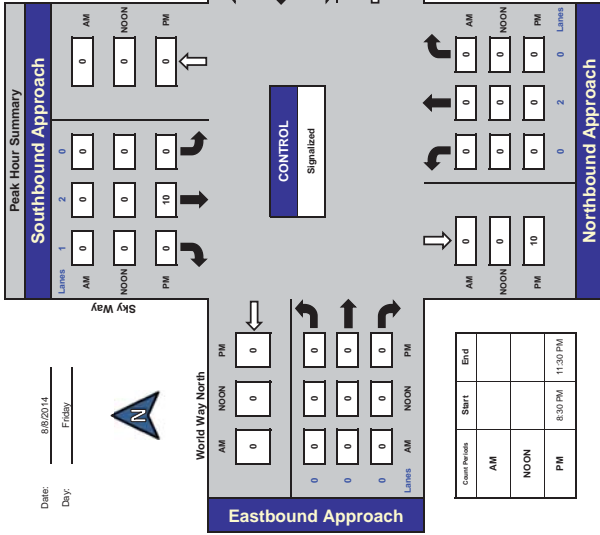 Peak Hour Summary
Southbound Approach
Date: 8/8/2014
Day: Friday
Lanes 1 2 0
AM 0 0 0 0 AM
NOON 0 0 0 0 NOON
PM 0 10 0 0 PM
Sky Way
N
World Way North
AM NOON PM
0 0 0
Eastbound Approach
0 0 0 0
0 0 0 0
0 0 0 0
Lanes AM NOON PM
CONTROL
Signalized
Count Periods Start End
AM
NOON
PM 8:30 PM 11:30 PM
AM 0 0 0 0 AM
NOON 0 0 0 0 NOON
PM 10 0 0 0 PM
0 2 0 Lanes
Northbound Approach